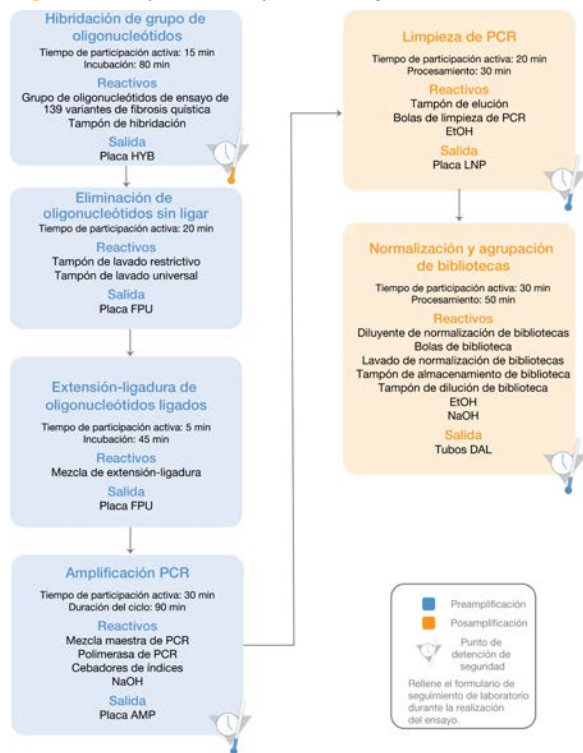 Hibridación de grupo de
oligonucleótidos
Tiempo de participación activa: 15 min
Incubación: 80 min
Reactivos
Grupo de oligonucleótidos de ensayo de
139 variantes de fibrosis quística
Tampón de hibridación
Salida
Placa HYB
Eliminación de
oligonucleótidos sin ligar
Tiempo de participación activa: 20 min
Reactivos
Tampón de lavado restrictivo
Tampón de lavado universal
Salida
Placa FPU
Extensión-ligadura de
oligonucleótidos ligados
Tiempo de participación activa: 5 min
Incubación: 45 min
Reactivos
Mezcla de extensión-ligadura
Salida
Placa FPU
Amplificación PCR
Tiempo de participación activa: 30 min
Duración del ciclo: 90 min
Reactivos
Mezcla maestra de PCR
Polimerasa de PCR
Cebadores de índices
NaOH
Salida
Placa AMP
Limpieza de PCR
Tiempo de participación activa: 20 min
Procesamiento: 30 min
Reactivos
Tampón de elución
Bolas de limpieza de PCR
EtOH
Salida
Placa LNP
Normalización y agrupación
de bibliotecas
Tiempo de participación activa: 30 min
Procesamiento: 50 min
Reactivos
Diluyente de normalización de bibliotecas
Bolas de biblioteca
Lavado de normalización de bibliotecas
Tampón de almacenamiento de biblioteca
Tampón de dilución de biblioteca
EtOH
NaOH
Salida
Tubos DAL
Preamplificación
Posamplificación
Punto de
detención de
seguridad
Rellene el formulario de
seguimiento de laboratorio
durante la realización
del ensayo.